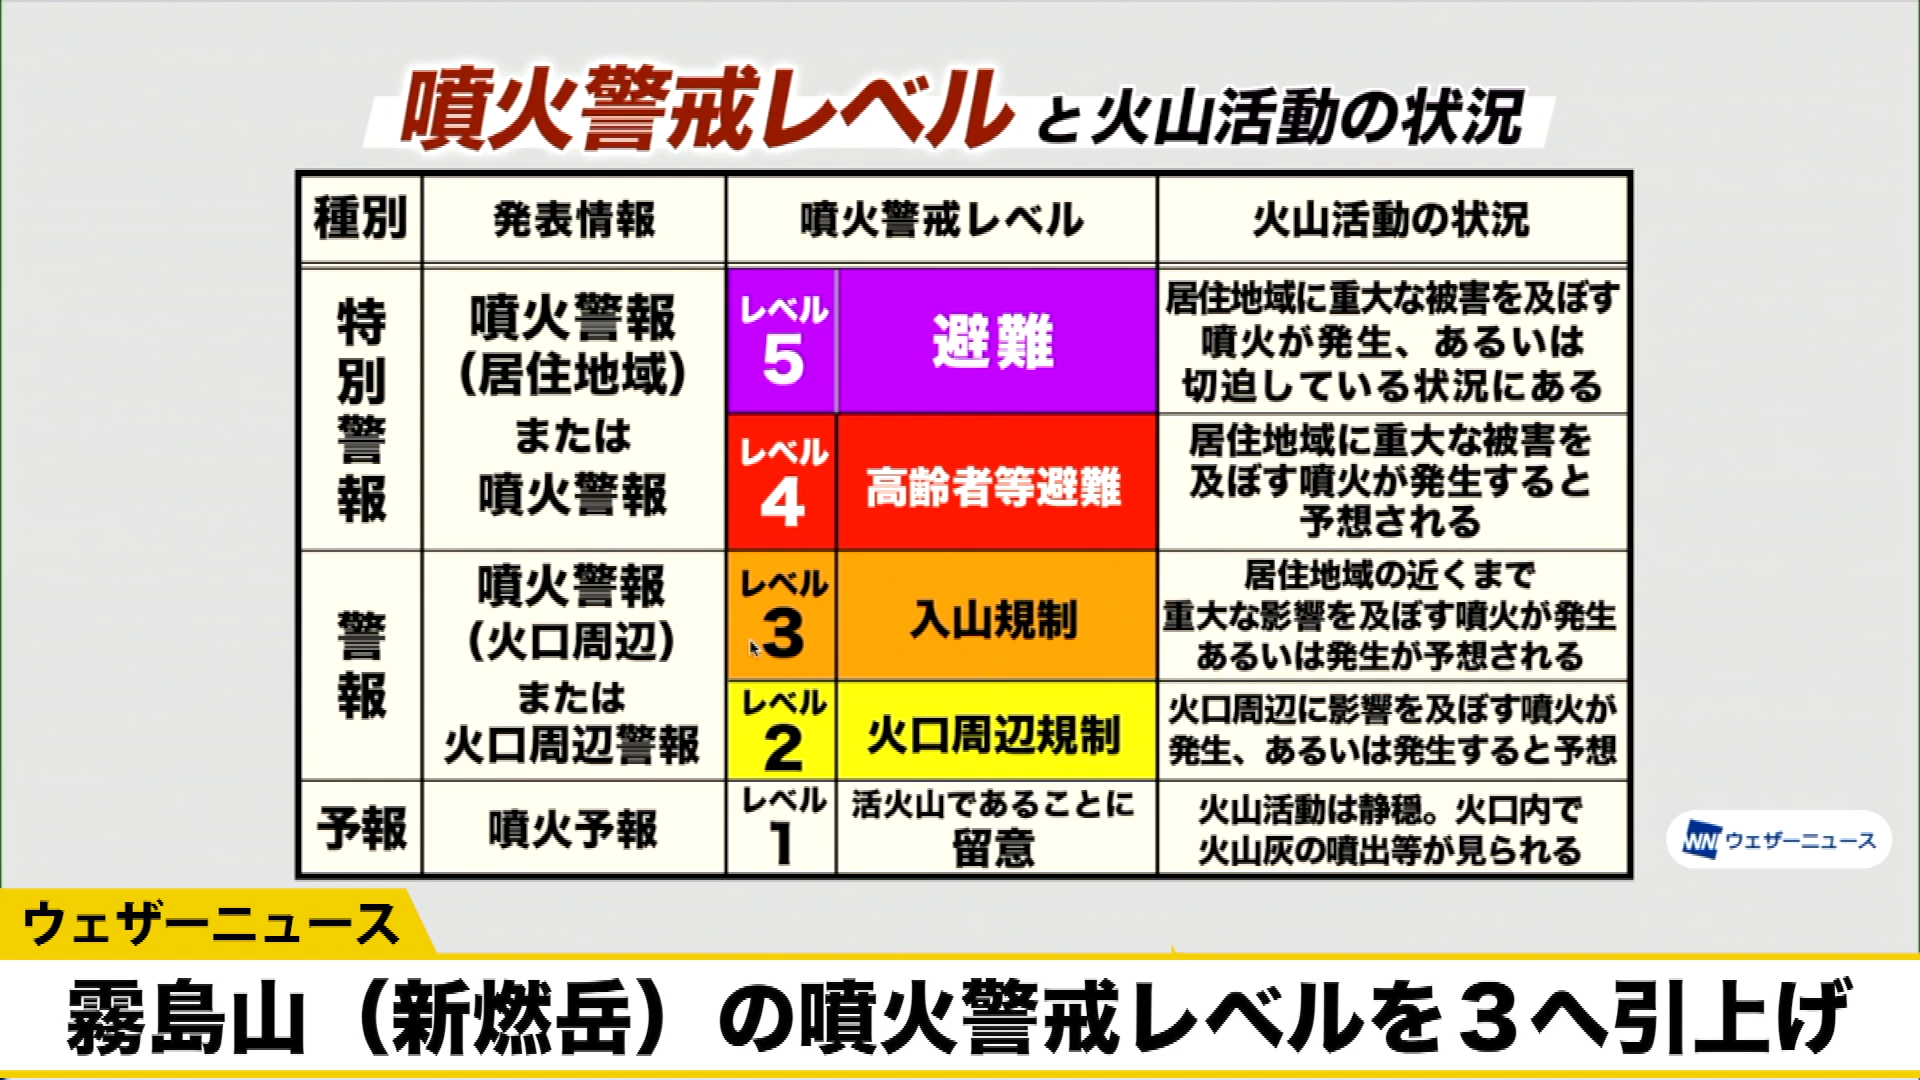 噴火警戒レベルと火山活動の状況
種別
発表情報
噴火警戒レベル
火山活動の状況
特別警報
噴火警報
(居住地域)
または
噴火警報
レベル
5
避難
居住地域に重大な被害を及ぼす
噴火が発生、あるいは
切迫している状況にある
レベル
4
高齢者等避難
居住地域に重大な被害を
及ぼす噴火が発生すると
予想される
警報
噴火警報
(火口周辺)
または
火口周辺警報
レベル
3
入山規制
居住地域の近くまで
重大な影響を及ぼす噴火が発生
あるいは発生が予想される
レベル
2
火口周辺規制
火口周辺に影響を及ぼす噴火が
発生、あるいは発生すると予想
予報
噴火予報
レベル
1
活火山であることに
留意
火山活動は静穏。火口内で
火山灰の噴出等が見られる
WN ウェザーニュース
ウェザーニュース
霧島山（新燃岳）の噴火警戒レベルを３へ引上げ